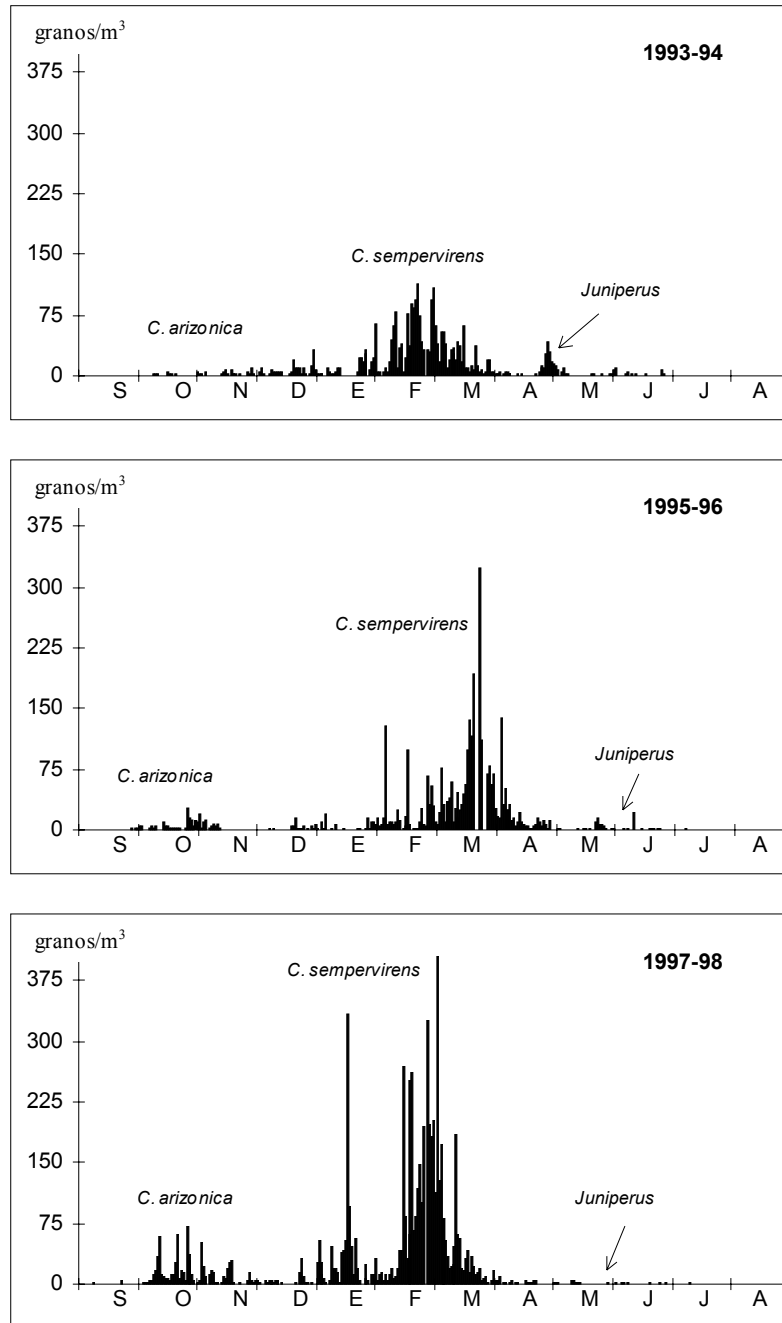 granos/m³
1993-94
375
300
225
150
75
0
C. sempervirens
Juniperus
C. arizonica
S O N D E F M A M J J A
granos/m³
1995-96
375
300
225
150
75
0
C. sempervirens
C. arizonica
Juniperus
S O N D E F M A M J J A
granos/m³
1997-98
375
300
225
150
75
0
C. sempervirens
C. arizonica
Juniperus
S O N D E F M A M J J A